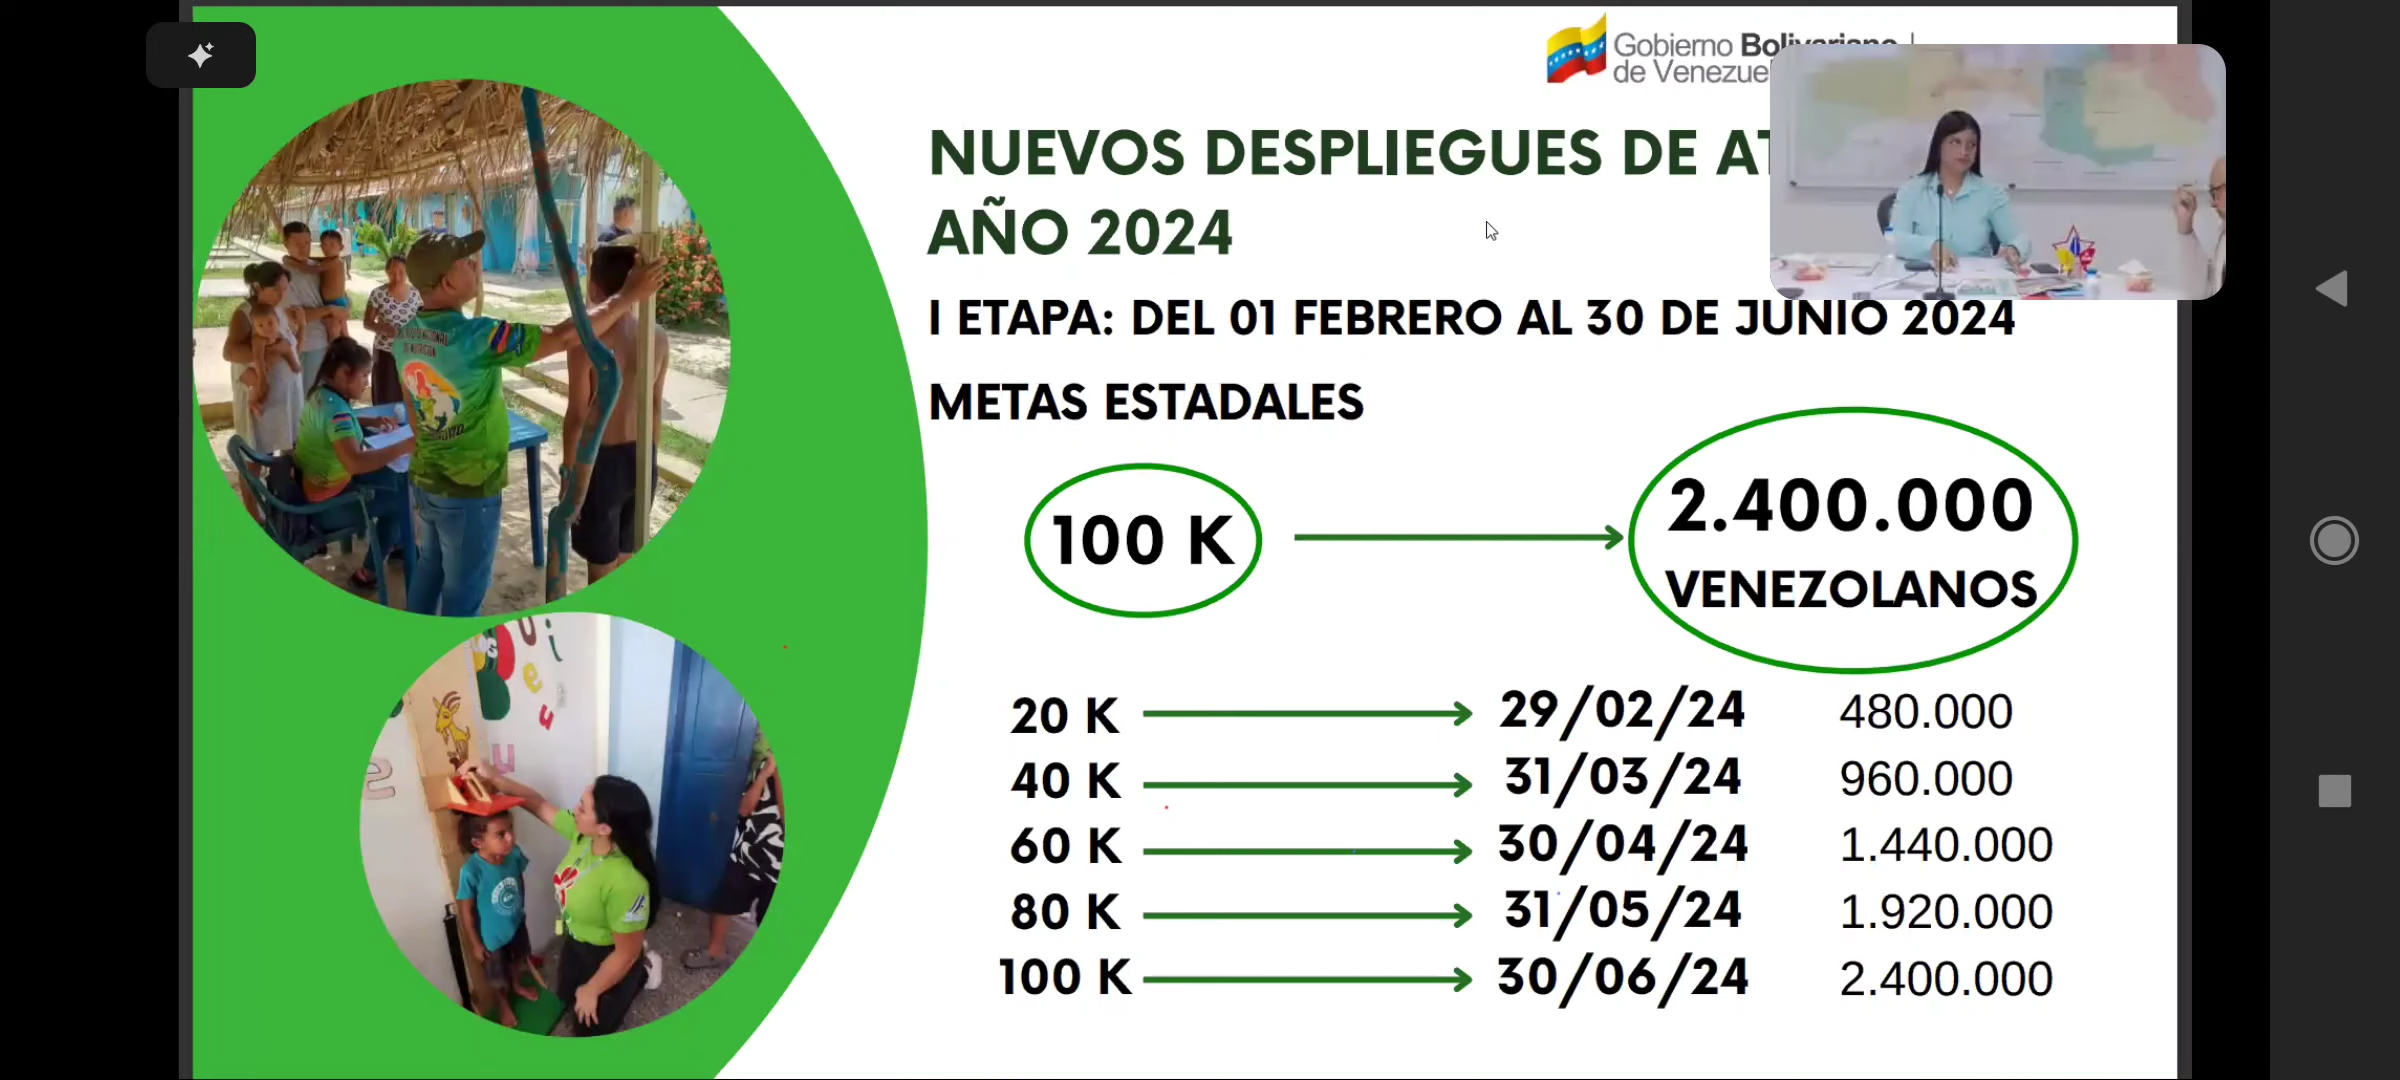 Gobierno Bolivariano
de Venezuel
NUEVOS DESPLIEGUES DE AT
AÑO 2024
I ETAPA: DEL 01 FEBRERO AL 30 DE JUNIO 2024
METAS ESTADALES
100 K
2.400.000
VENEZOLANOS
20 K 29/02/24 480.000
40 K 31/03/24 960.000
60 K 30/04/24 1.440.000
80 K 31/05/24 1.920.000
100 K 30/06/24 2.400.000